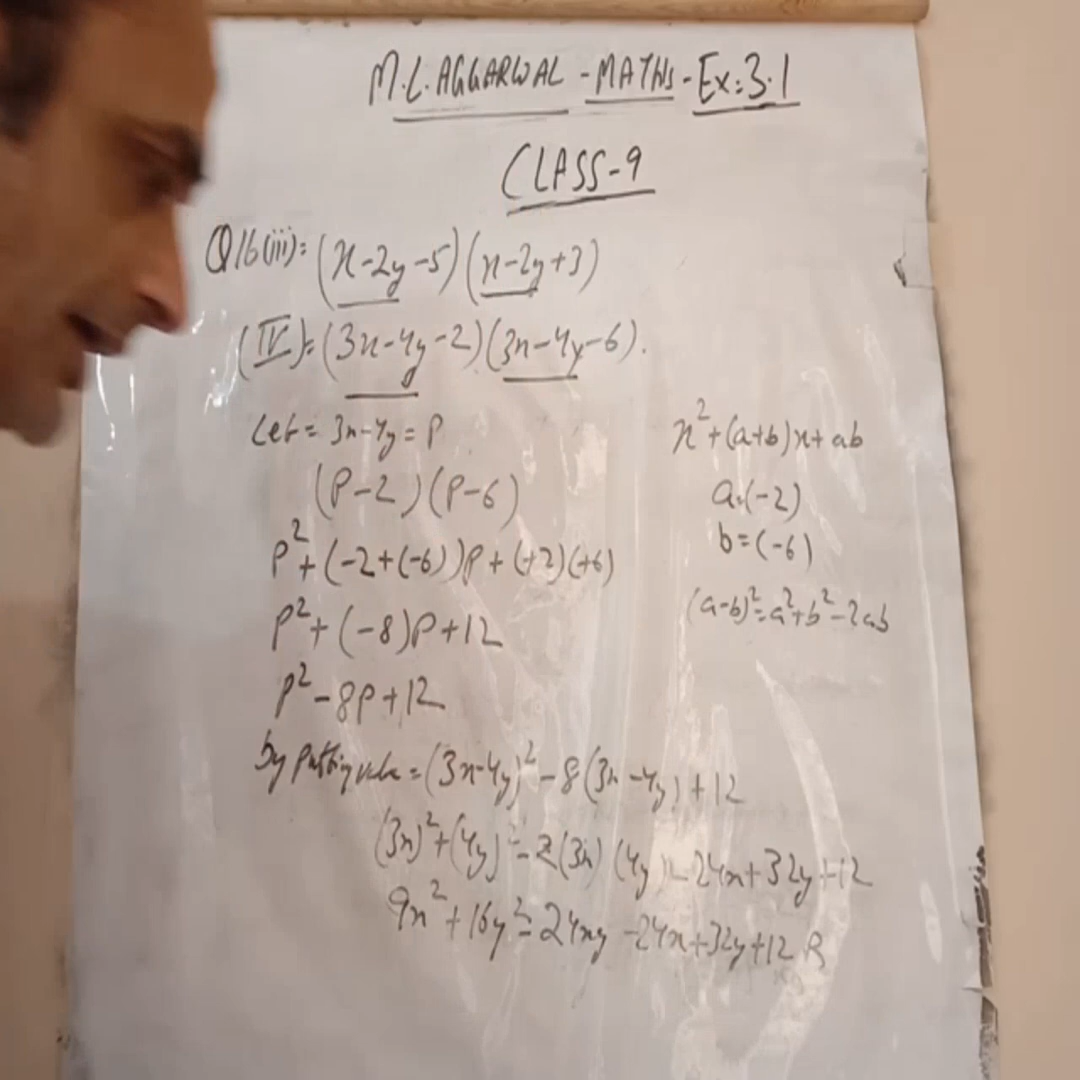 M.L.AGGARWAL - MATHS - Ex:3.1
CLASS-9
Q16(iii): (x-2y-5)(x-2y+3)
(IV): (3x-4y-2)(3x-4y-6).
Let = 3x-4y = P
x²+(a+b)x+ab
(P-2)(P-6)
a=(-2)
b=(-6)
P²+(-2+(-6))P+(+2)(+6)
(a-b)²=a²+b²-2ab
P²+(-8)P+12
P²-8P+12
by putting value = (3x-4y)²-8(3x-4y)+12
(3x)²+(4y)²-2(3x)(4y)-24x+32y+12
9x²+16y²-24xy-24x+32y+12